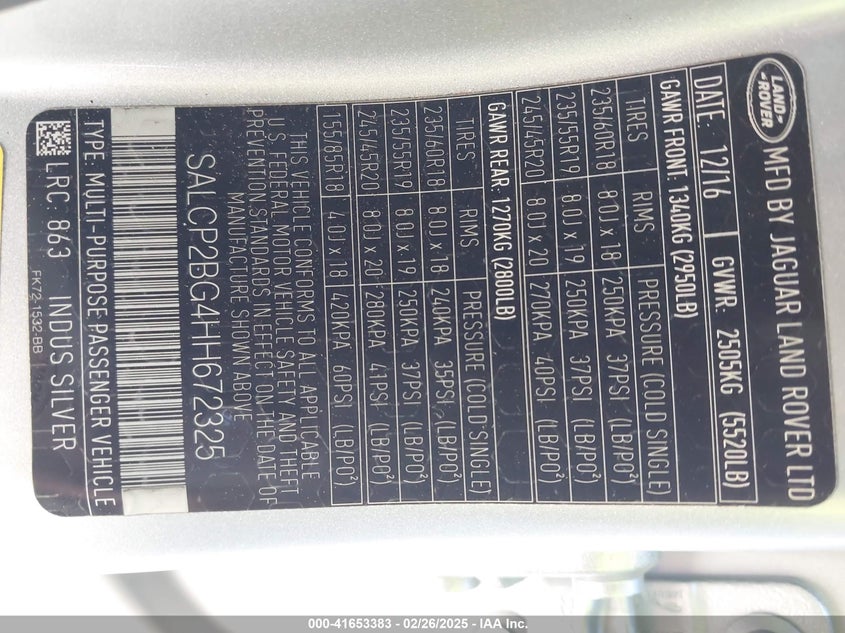 LAND-
ROVER
MFD BY JAGUAR LAND ROVER LTD
DATE: 12/16 GVWR: 2505KG (5520LB)
GAWR FRONT: 1340KG (2950LB)
TIRES RIMS PRESSURE(COLD SINGLE)
235/60R18 8.0J x 18 250KPA 37PSI (LB/PO²)
235/55R19 8.0J x 19 250KPA 37PSI (LB/PO²)
245/45R20 8.0J x 20 270KPA 40PSI (LB/PO²)
GAWR REAR: 1270KG (2800LB)
TIRES RIMS PRESSURE (COLD SINGLE)
235/60R18 8.0J x 18 240KPA 35PSI (LB/PO²)
235/55R19 8.0J x 19 250KPA 37PSI (LB/PO²)
245/45R20 8.0J x 20 280KPA 41PSI (LB/PO²)
155/85R18 4.0J x 18 420KPA 60PSI (LB/PO²)
THIS VEHICLE CONFORMS TO ALL APPLICABLE
U.S. FEDERAL MOTOR VEHICLE SAFETY AND THEFT
PREVENTION STANDARDS IN EFFECT ON THE DATE OF
MANUFACTURE SHOWN ABOVE
SALCP2BG4HH672325
TYPE: MULTI-PURPOSE PASSENGER VEHICLE
LRC: 863 INDUS SILVER
FK72-1532-BB
000-41653383 - 02/26/2025 - IAA Inc.